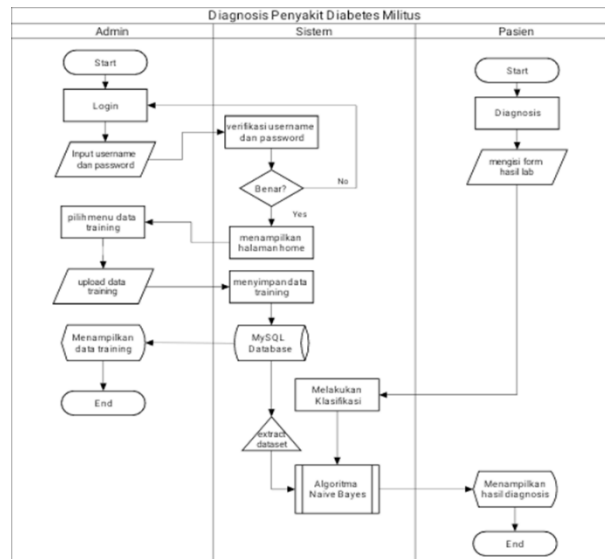 Diagnosis Penyakit Diabetes Militus
Admin
Sistem
Pasien
Start
Login
Input username
dan password
verifikasi username
dan password
Benar?
No
Yes
menampilkan
halaman home
pilih menu data
training
upload data
training
menyimpan data
training
MySQL
Database
Menampilkan
data training
End
extract
dataset
Start
Diagnosis
mengisi form
hasil lab
Melakukan
Klasifikasi
Algoritma
Naive Bayes
Menampilkan
hasil diagnosis
End